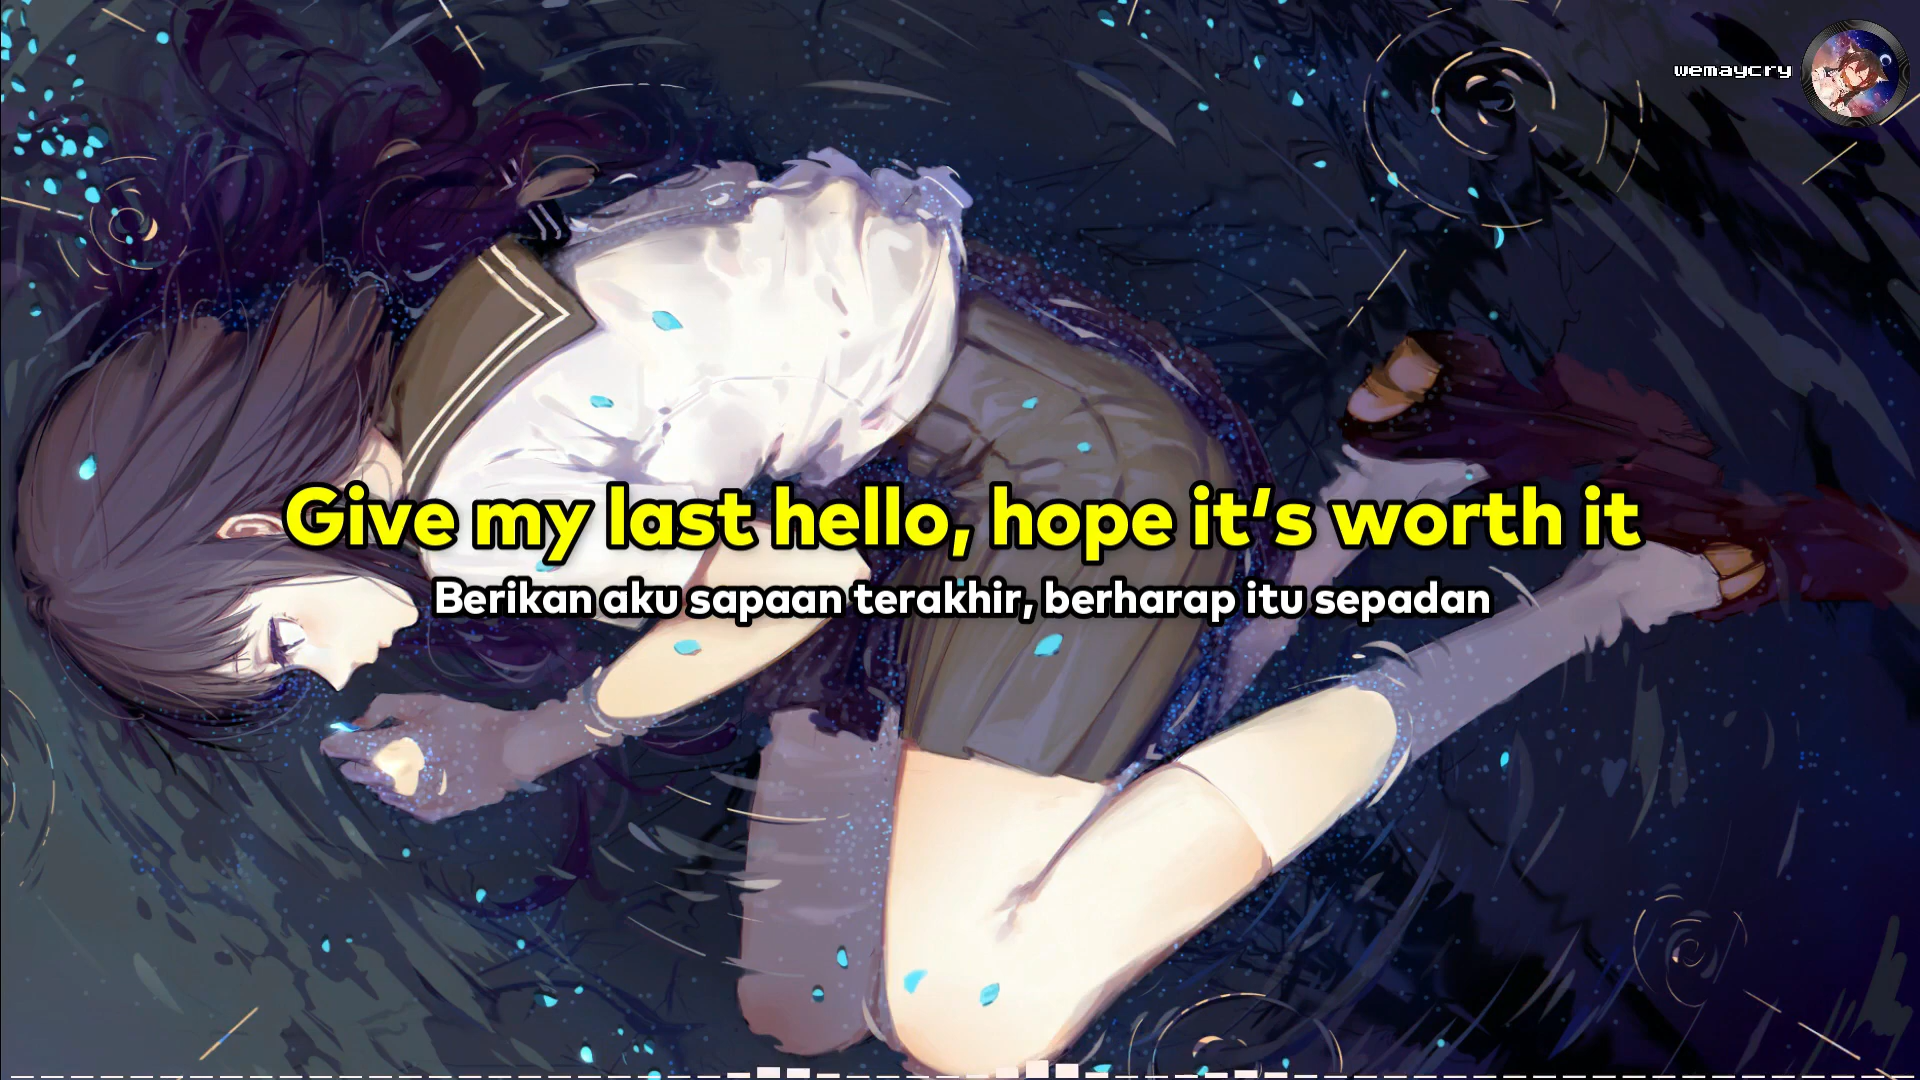 wemaycry
Give my last hello, hope it's worth it
Berikan aku sapaan terakhir, berharap itu sepadan